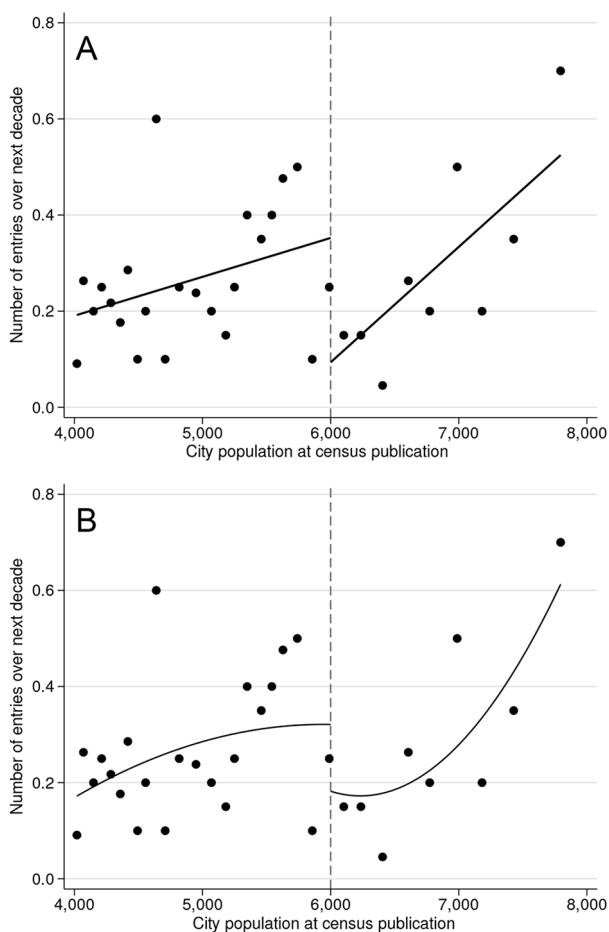 A
0.8
0.6
0.4
0.2
0.0
Number of entries over next decade
4,000 5,000 6,000 7,000 8,000
City population at census publication
B
0.8
0.6
0.4
0.2
0.0
Number of entries over next decade
4,000 5,000 6,000 7,000 8,000
City population at census publication